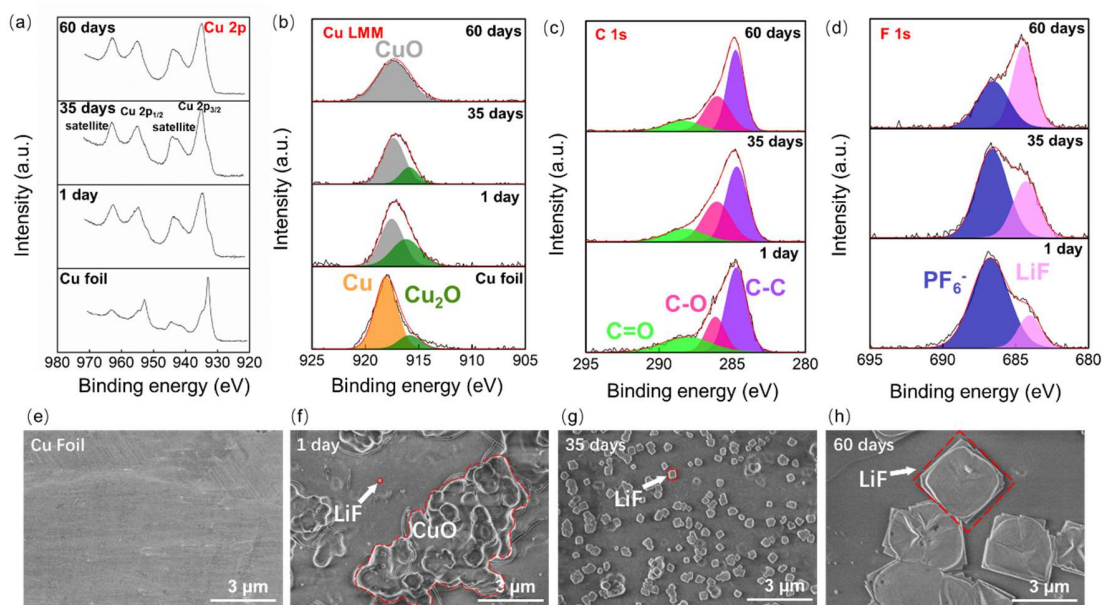 (a)
60 days
Cu 2p
35 days
Cu 2p1/2
Cu 2p3/2
satellite
satellite
1 day
Cu foil
Intensity (a.u.)
980 970 960 950 940 930 920
Binding energy (eV)
(b)
Cu LMM
60 days
CuO
35 days
1 day
Cu foil
Cu
Cu2O
Intensity (a.u.)
925 920 915 910 905
Binding energy (eV)
(c)
C 1s
60 days
35 days
1 day
C=O
C-O
C-C
Intensity (a.u.)
300 295 290 285 280
Binding energy (eV)
(d)
F 1s
60 days
35 days
1 day
PF6-
LiF
Intensity (a.u.)
695 688 684 680
Binding energy (eV)
(e)
Cu Foil
3 μm
(f)
1 day
LiF
CuO
3 μm
(g)
35 days
LiF
3 μm
(h)
60 days
LiF
3 μm